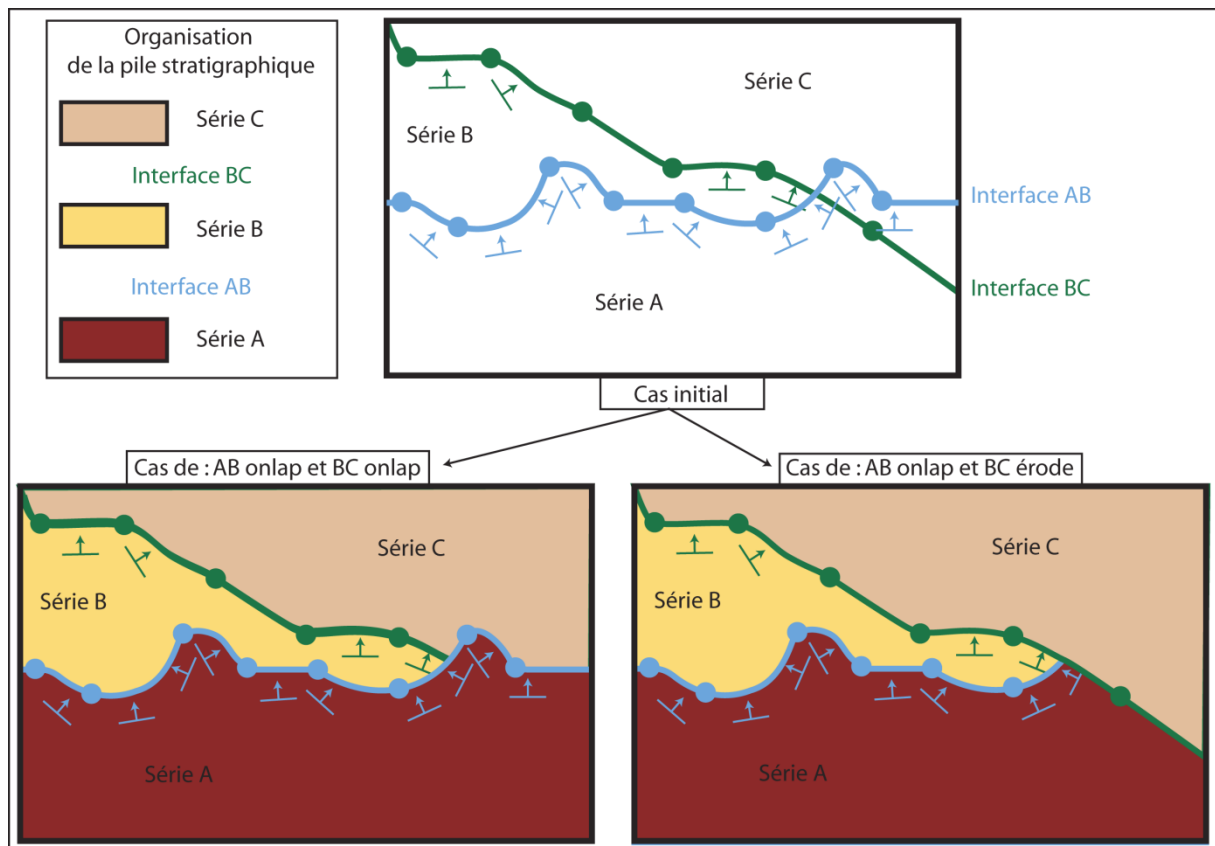 Organisation
de la pile stratigraphique
Série C
Interface BC
Série B
Interface AB
Série A
Série C
Série B
Interface AB
Série A
Interface BC
Cas initial
Cas de : AB onlap et BC onlap
Cas de : AB onlap et BC érode
Série C
Série B
Série A
Série C
Série B
Série A